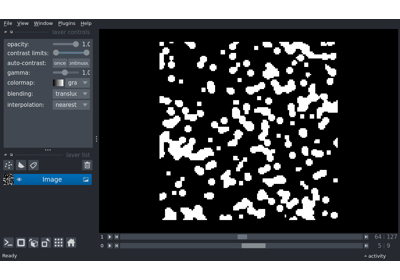 File View Window Plugins Help
layer controls
opacity: 1.0
contrast limits:
auto-contrast: once continuous
gamma: 1.0
colormap: gra
blending: translu
interpolation: nearest
layer list
Image
1 64 127
0 5 9
Ready activity